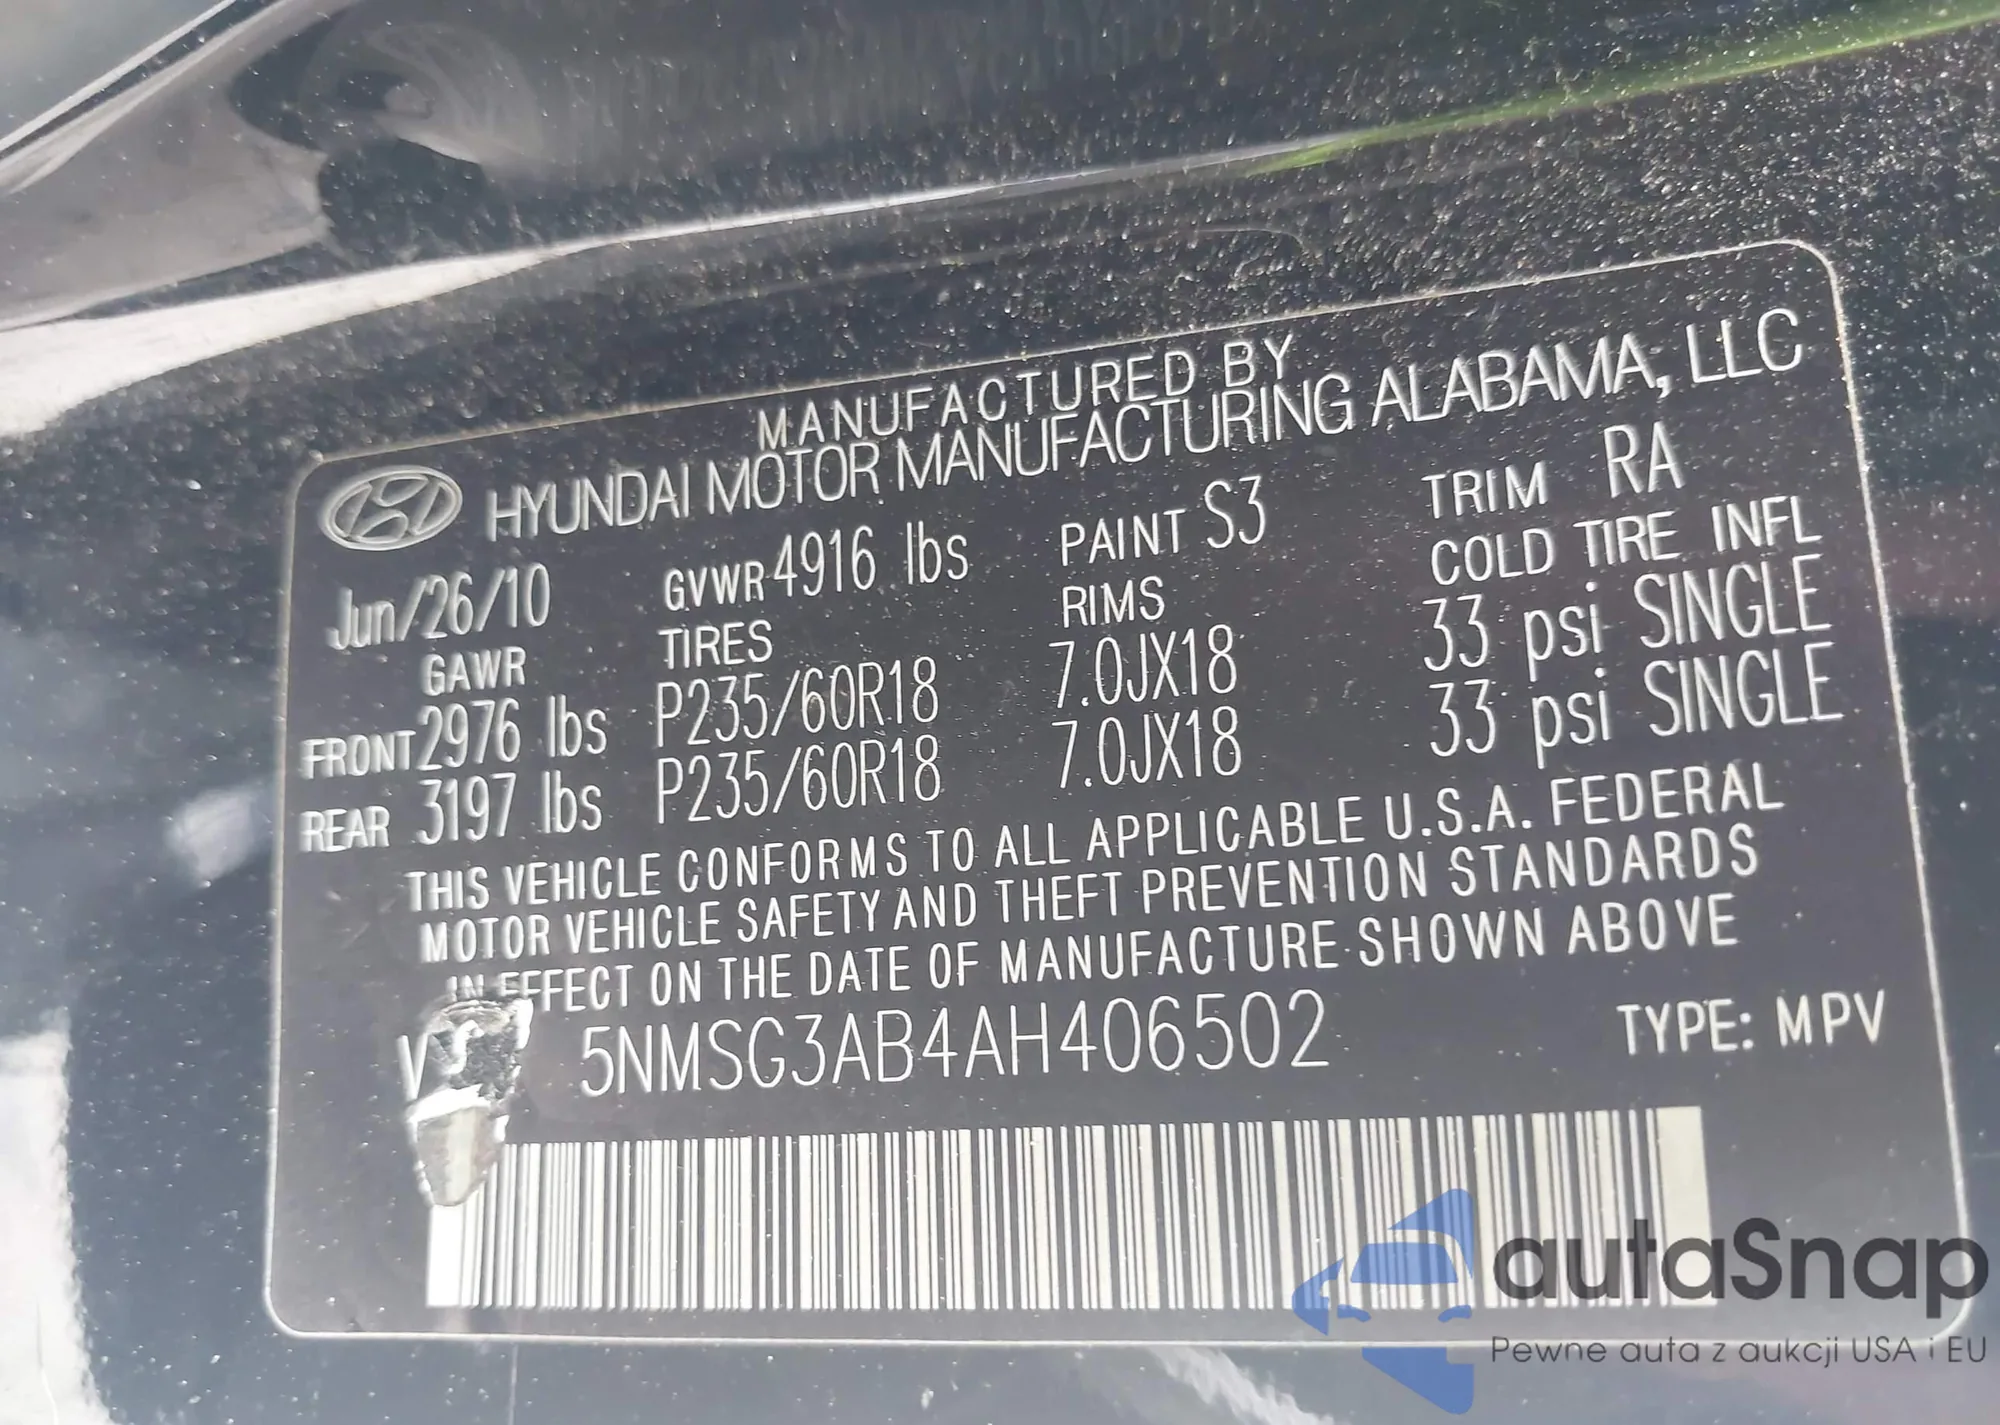 MANUFACTURED BY
HYUNDAI MOTOR MANUFACTURING ALABAMA, LLC
Jun/26/10 GVWR 4916 lbs PAINT S3 TRIM RA
GAWR TIRES RIMS COLD TIRE INFL
FRONT 2976 lbs P235/60R18 7.0JX18 33 psi SINGLE
REAR 3197 lbs P235/60R18 7.0JX18 33 psi SINGLE
THIS VEHICLE CONFORMS TO ALL APPLICABLE U.S.A. FEDERAL
MOTOR VEHICLE SAFETY AND THEFT PREVENTION STANDARDS
IN EFFECT ON THE DATE OF MANUFACTURE SHOWN ABOVE
5NMSG3AB4AH406502 TYPE: MPV
autaSnap
Pewne auta z aukcji USA i EU